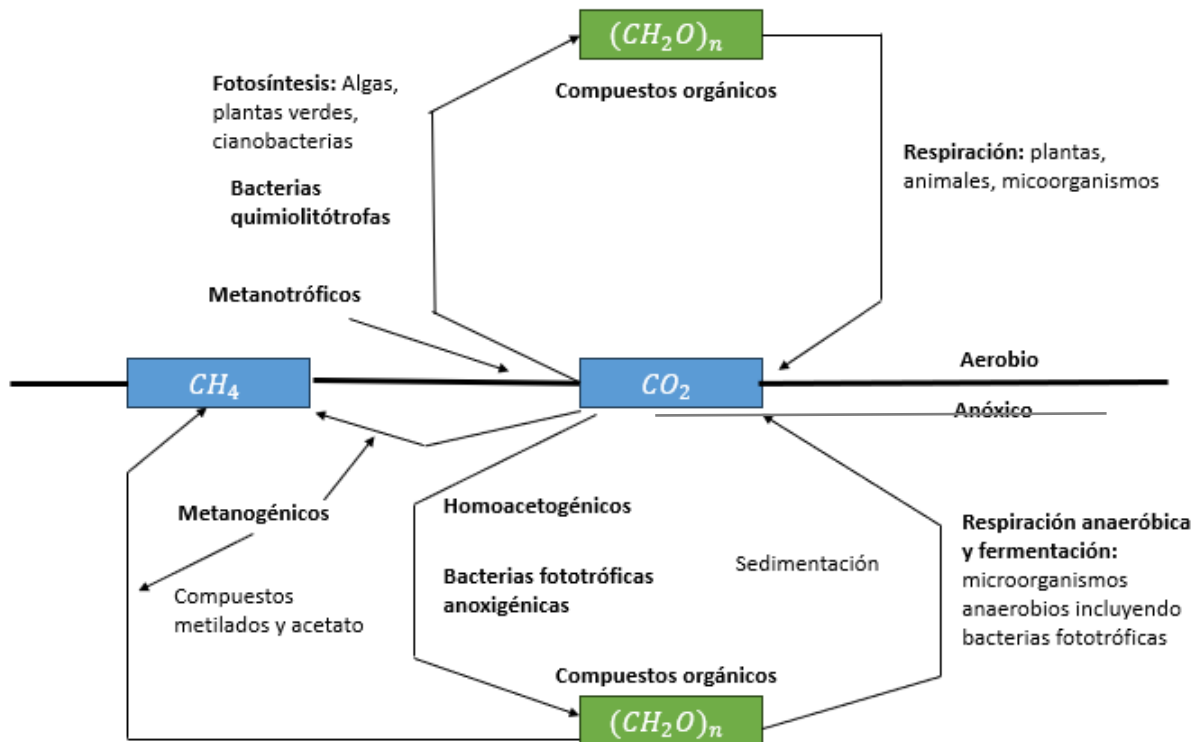 (CH₂O)ₙ
Compuestos orgánicos
Fotosíntesis: Algas,
plantas verdes,
cianobacterias
Bacterias
quimiolitótrofas
Respiración: plantas,
animales, micoorganismos
Metanotróficos
CH₄
CO₂
Aerobio
Anóxico
Metanogénicos
Compuestos
metilados y acetato
Homoacetogénicos
Bacterias fototróficas
anoxigénicas
Sedimentación
Respiración anaeróbica
y fermentación:
microorganismos
anaerobios incluyendo
bacterias fototróficas
Compuestos orgánicos
(CH₂O)ₙ